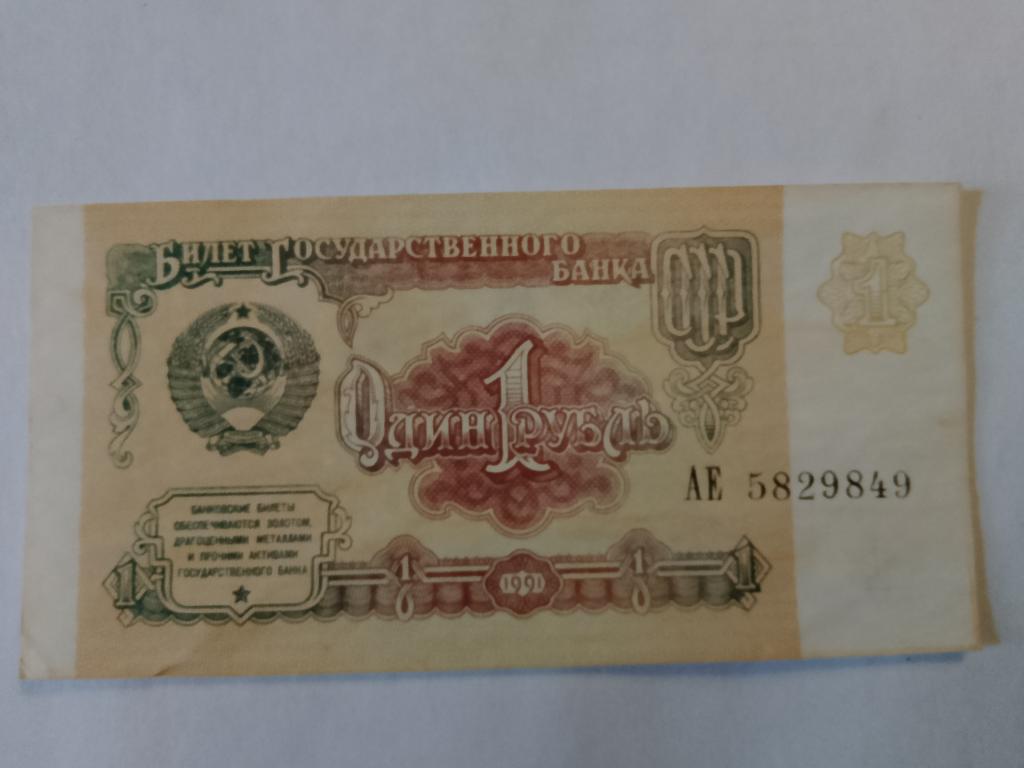 БИЛЕТ ГОСУДАРСТВЕННОГО
БАНКА
СССР
1
ОДИН 1 РУБЛЬ
АЕ 5829849
БАНКОВСКИЕ БИЛЕТЫ
ОБЕСПЕЧИВАЮТСЯ ЗОЛОТОМ,
ДРАГОЦЕННЫМИ МЕТАЛЛАМИ
И ПРОЧИМИ АКТИВАМИ
ГОСУДАРСТВЕННОГО БАНКА
1 1 1991 1 1